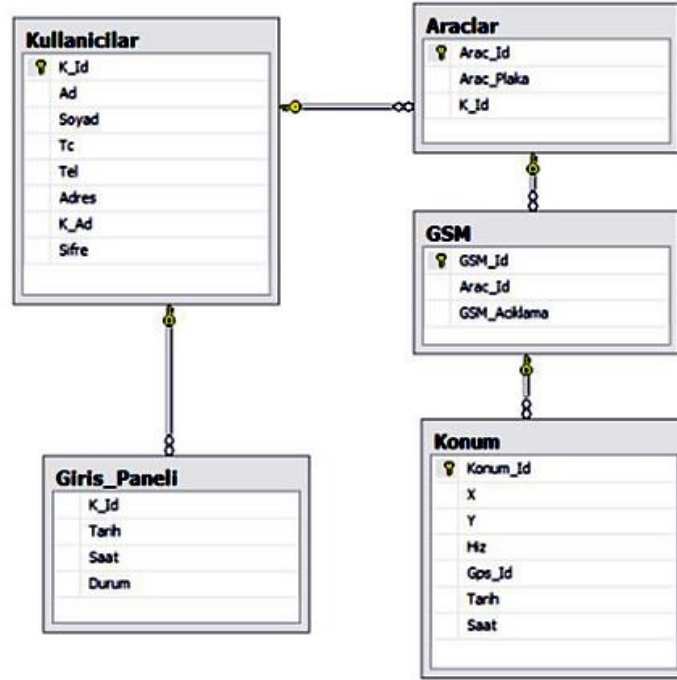 Kullanicilar
K_Id
Ad
Soyad
Tc
Tel
Adres
K_Ad
Sifre
Araclar
Arac_Id
Arac_Plaka
K_Id
GSM
GSM_Id
Arac_Id
GSM_Aciklama
Giris_Paneli
K_Id
Tarih
Saat
Durum
Konum
Konum_Id
X
Y
Hiz
Gps_Id
Tarih
Saat